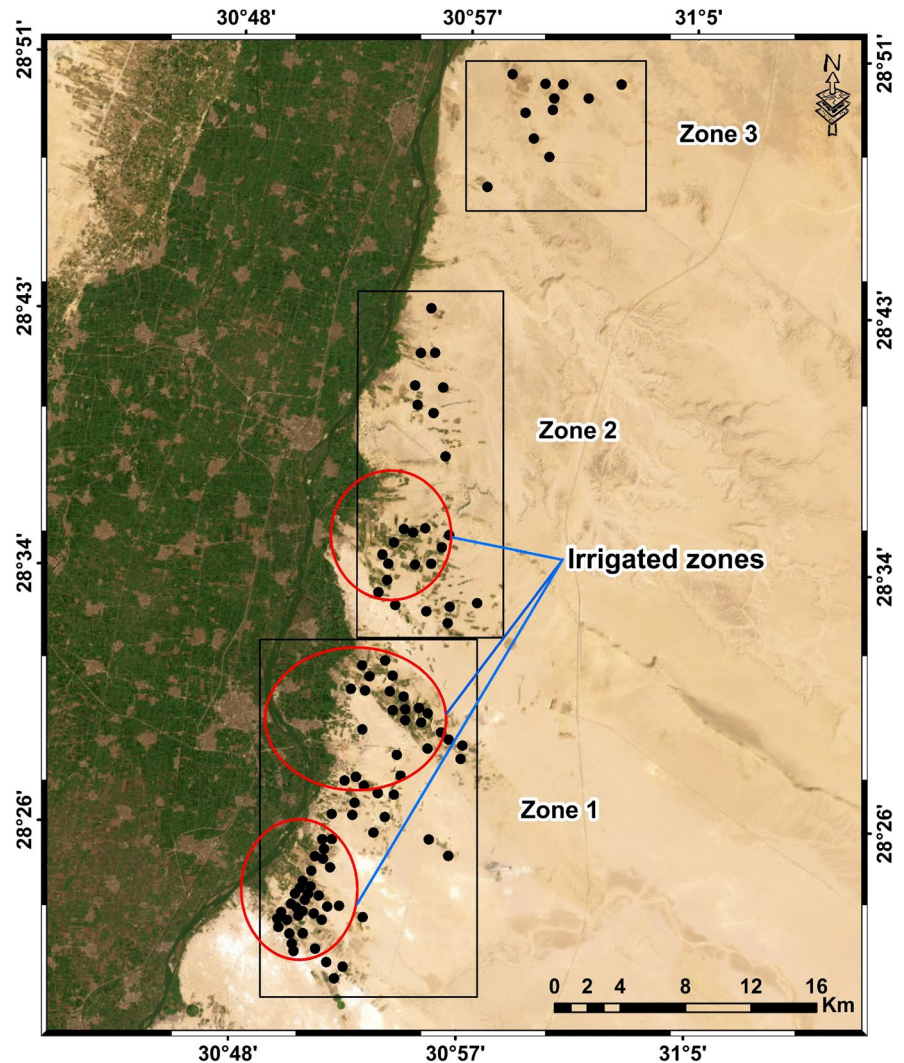 30°48' 30°57' 31°5'
28°51' 28°51'
N
Zone 3
28°43' 28°43'
Zone 2
Irrigated zones
28°34' 28°34'
Zone 1
28°26' 28°26'
0 2 4 8 12 16
Km
30°48' 30°57' 31°5'